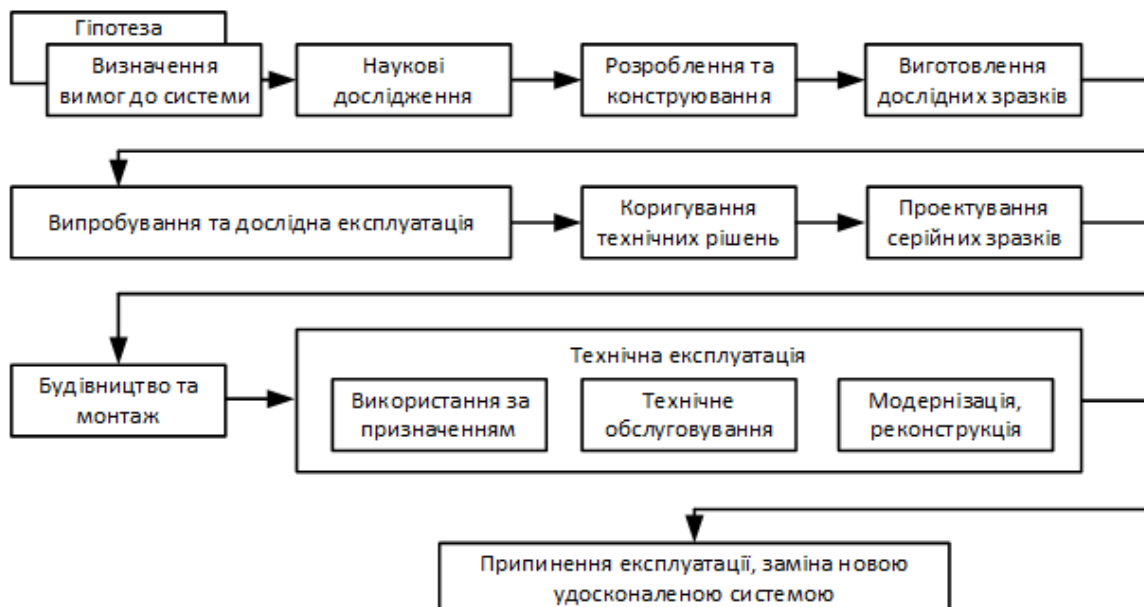 Гіпотеза
Визначення
вимог до системи
Наукові
дослідження
Розроблення та
конструювання
Виготовлення
дослідних зразків
Випробування та дослідна експлуатація
Коригування
технічних рішень
Проектування
серійних зразків
Будівництво та
монтаж
Технічна експлуатація
Використання за
призначенням
Технічне
обслуговування
Модернізація,
реконструкція
Припинення експлуатації, заміна новою
удосконаленою системою